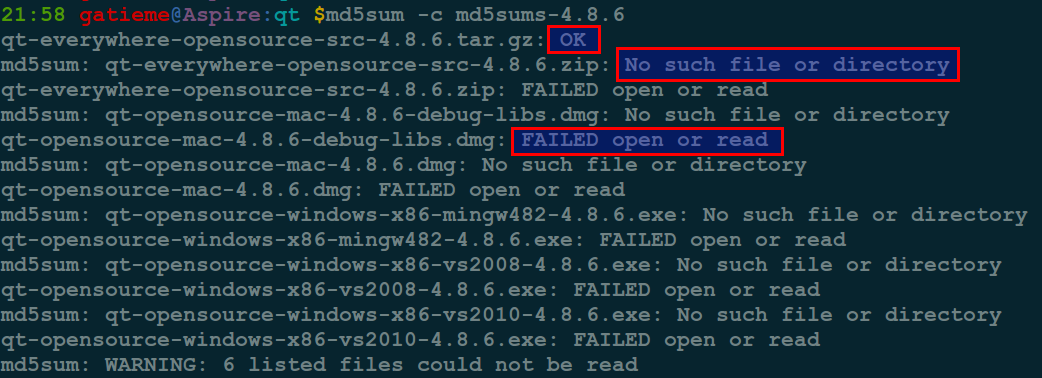 21:58 gatieme@Aspire:qt $md5sum -c md5sums-4.8.6
qt-everywhere-opensource-src-4.8.6.tar.gz: OK
md5sum: qt-everywhere-opensource-src-4.8.6.zip: No such file or directory
qt-everywhere-opensource-src-4.8.6.zip: FAILED open or read
md5sum: qt-opensource-mac-4.8.6-debug-libs.dmg: No such file or directory
qt-opensource-mac-4.8.6-debug-libs.dmg: FAILED open or read
md5sum: qt-opensource-mac-4.8.6.dmg: No such file or directory
qt-opensource-mac-4.8.6.dmg: FAILED open or read
md5sum: qt-opensource-windows-x86-mingw482-4.8.6.exe: No such file or directory
qt-opensource-windows-x86-mingw482-4.8.6.exe: FAILED open or read
md5sum: qt-opensource-windows-x86-vs2008-4.8.6.exe: No such file or directory
qt-opensource-windows-x86-vs2008-4.8.6.exe: FAILED open or read
md5sum: qt-opensource-windows-x86-vs2010-4.8.6.exe: No such file or directory
qt-opensource-windows-x86-vs2010-4.8.6.exe: FAILED open or read
md5sum: WARNING: 6 listed files could not be read